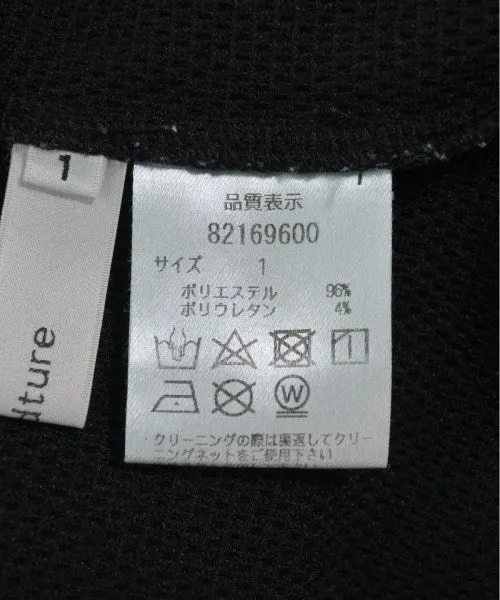 1
dture
品質表示
82169600
サイズ 1
ポリエステル 96%
ポリウレタン 4%
W
クリーニングの際は裏返してクリー
ニングネットをご使用下さい